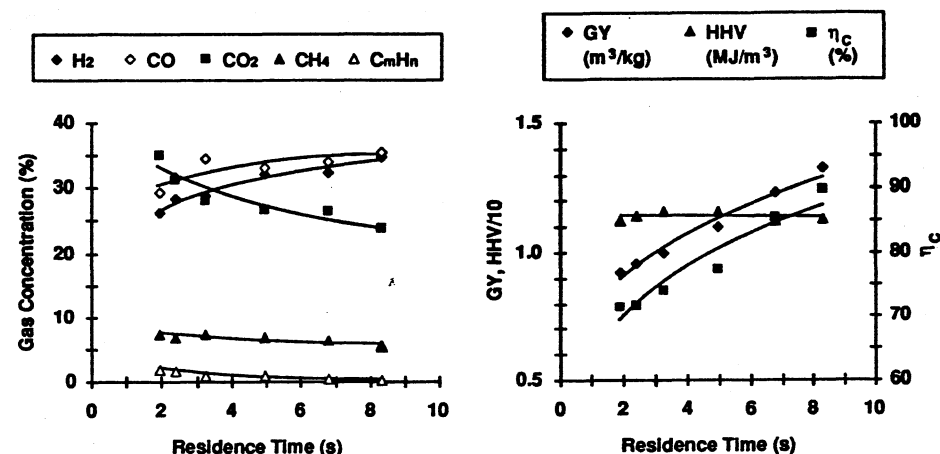 H2 CO CO2 CH4 CmHn
40
30
20
10
0
0 2 4 6 8 10
Gas Concentration (%)
Residence Time (s)
GY HHV ηc
(m³/kg) (MJ/m³) (%)
1.5
1.0
0.5
0 2 4 6 8 10
100
90
80
70
60
GY, HHV/10
ηc
Residence Time (s)